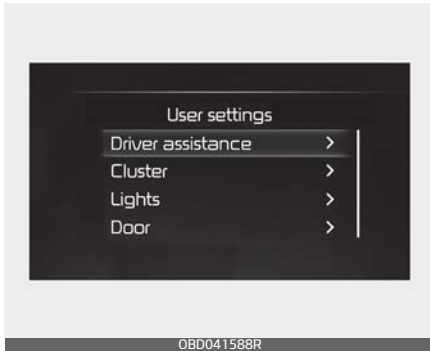 User settings
Driver assistance >
Cluster >
Lights >
Door >
OBD041588R